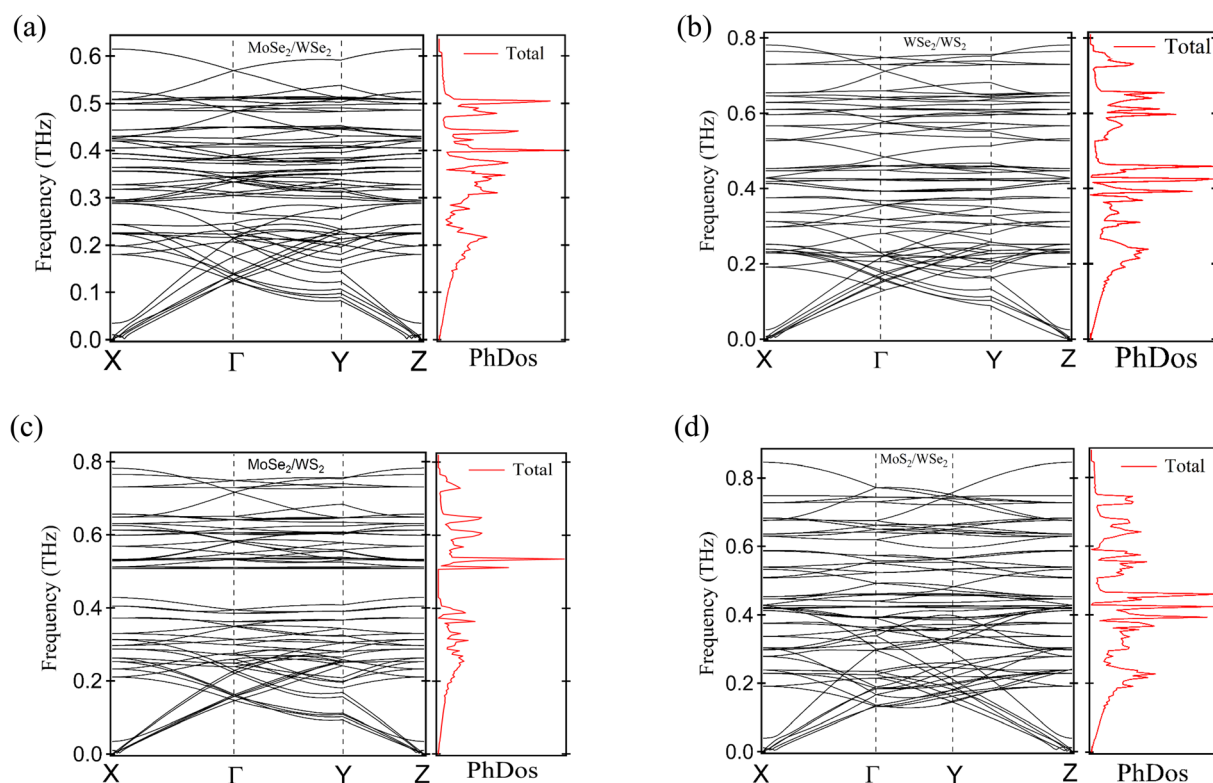 (a)
MoSe₂/WSe₂
Total
Frequency (THz)
0.6
0.5
0.4
0.3
0.2
0.1
0.0
X Γ Y Z
PhDos
(b)
WSe₂/WS₂
Total
Frequency (THz)
0.8
0.6
0.4
0.2
0.0
X Γ Y Z
PhDos
(c)
MoSe₂/WS₂
Total
Frequency (THz)
0.8
0.6
0.4
0.2
0.0
X Γ Y Z
PhDos
(d)
MoS₂/WSe₂
Total
Frequency (THz)
0.8
0.6
0.4
0.2
0.0
X Γ Y Z
PhDos